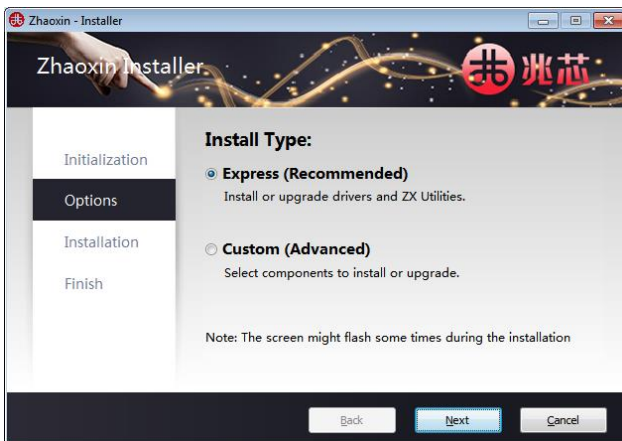 Zhaoxin - Installer
Zhaoxin Installer
兆芯
Initialization
Options
Installation
Finish
Install Type:
Express (Recommended)
Install or upgrade drivers and ZX Utilities.
Custom (Advanced)
Select components to install or upgrade.
Note: The screen might flash some times during the installation
Back
Next
Cancel